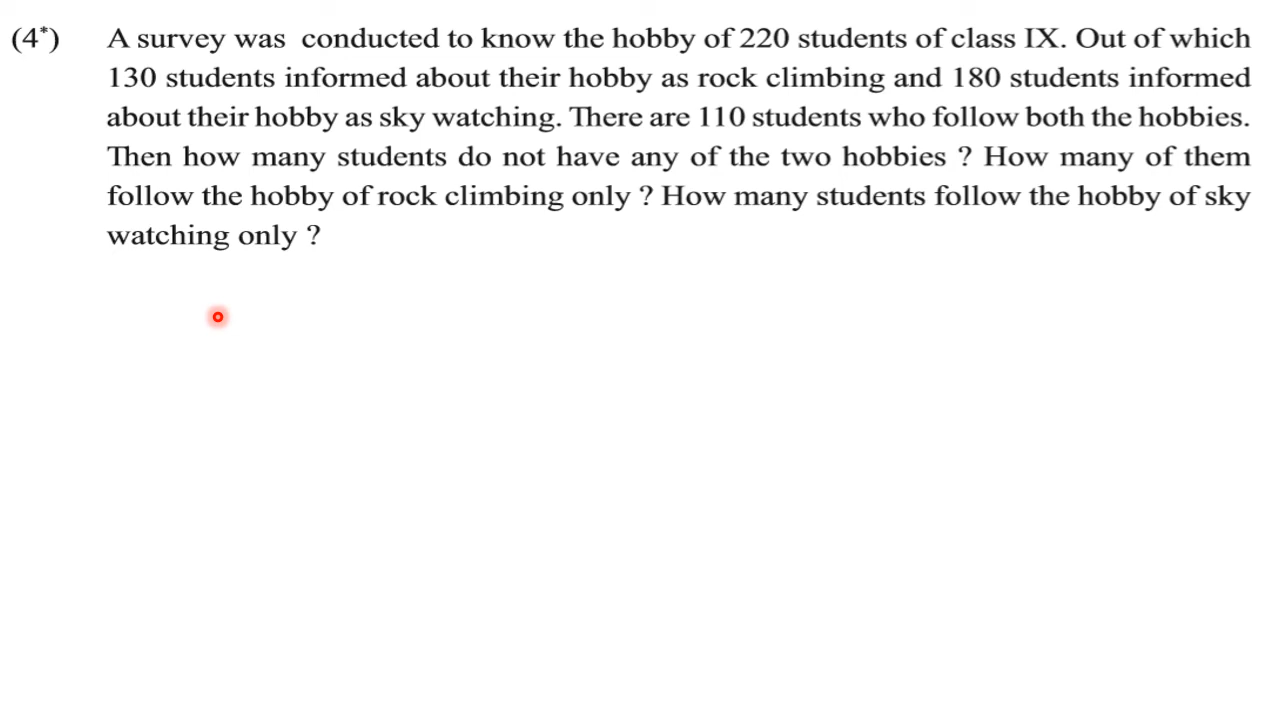 (4*) A survey was conducted to know the hobby of 220 students of class IX. Out of which
130 students informed about their hobby as rock climbing and 180 students informed
about their hobby as sky watching. There are 110 students who follow both the hobbies.
Then how many students do not have any of the two hobbies ? How many of them
follow the hobby of rock climbing only ? How many students follow the hobby of sky
watching only ?